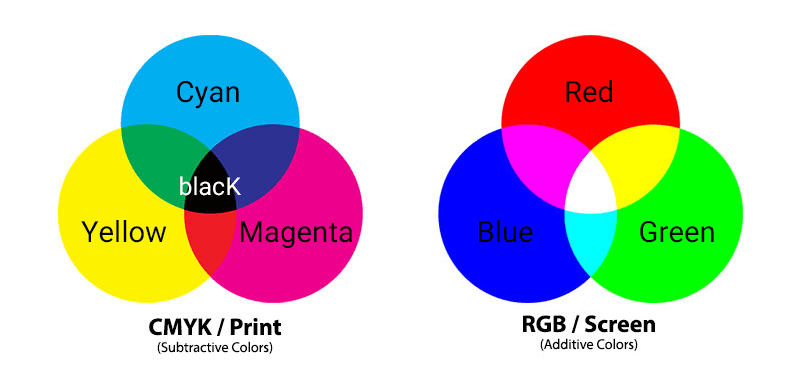 Cyan
blacK
Yellow
Magenta
CMYK / Print
(Subtractive Colors)
Red
Blue
Green
RGB / Screen
(Additive Colors)